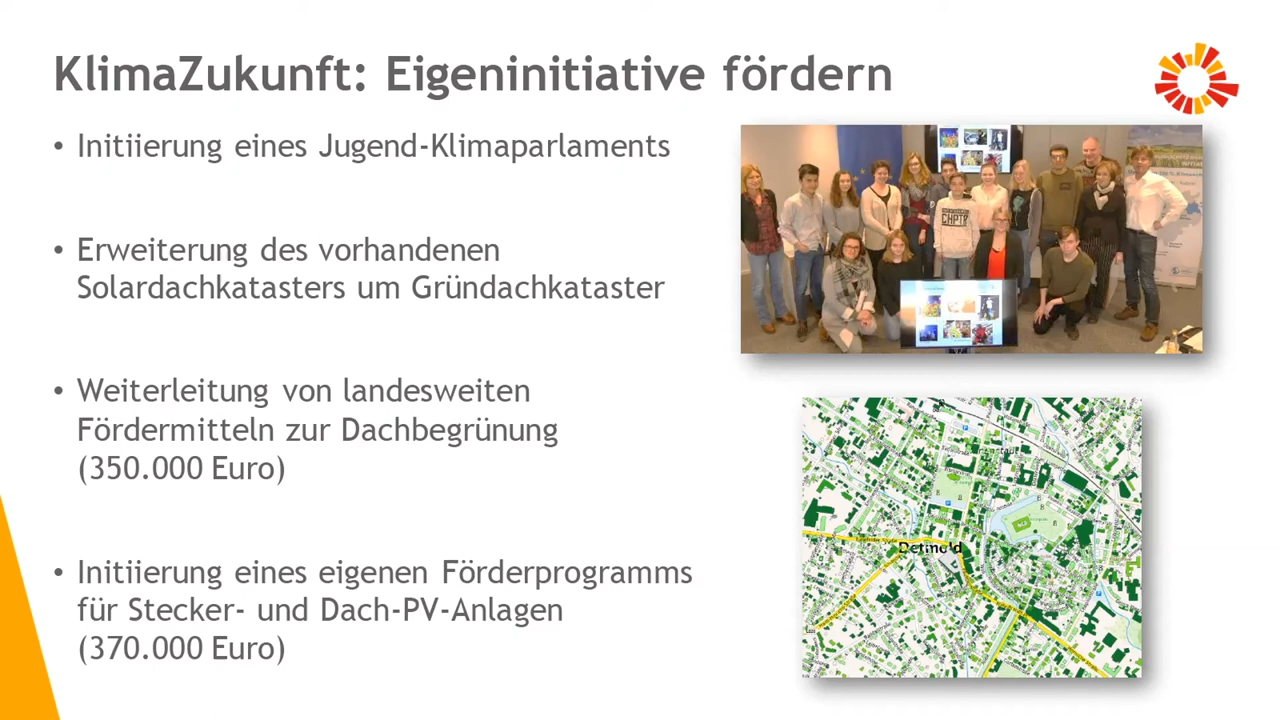 KlimaZukunft: Eigeninitiative fördern
• Initiierung eines Jugend-Klimaparlaments
• Erweiterung des vorhandenen
Solardachkatasters um Gründachkataster
• Weiterleitung von landesweiten
Fördermitteln zur Dachbegrünung
(350.000 Euro)
• Initiierung eines eigenen Förderprogramms
für Stecker- und Dach-PV-Anlagen
(370.000 Euro)
CHPTR
Detmold